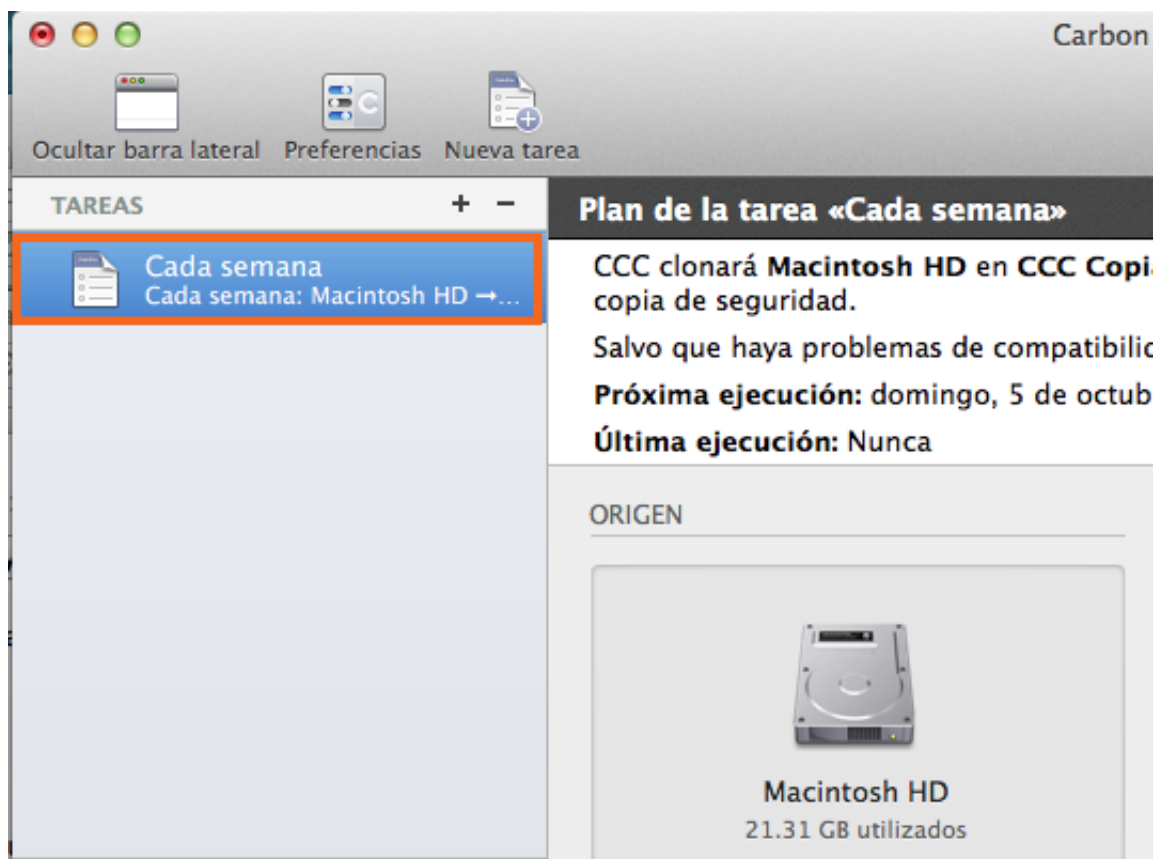 Carbon
Ocultar barra lateral Preferencias Nueva tarea
TAREAS + −
Cada semana
Cada semana: Macintosh HD →...
Plan de la tarea «Cada semana»
CCC clonará Macintosh HD en CCC Copia
copia de seguridad.
Salvo que haya problemas de
Próxima ejecución: domingo, 5 de octub
Última ejecución: Nunca
ORIGEN
Macintosh HD
21.31 GB utilizados